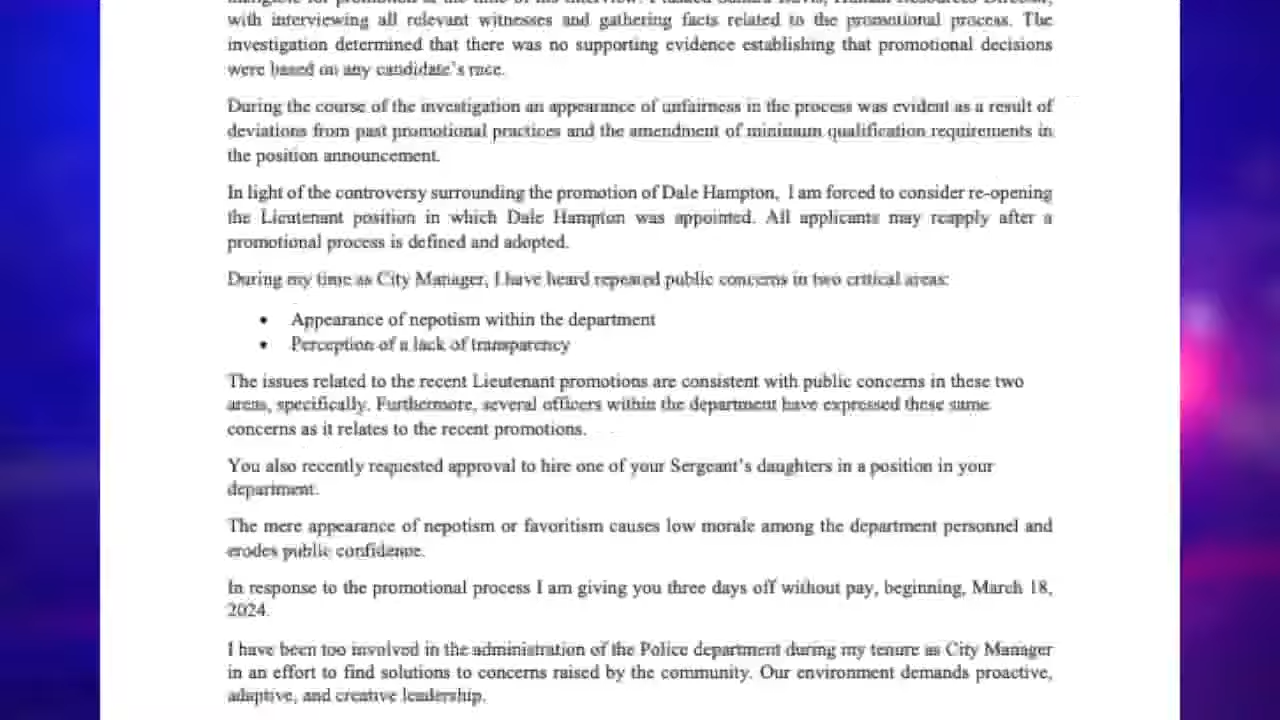 with interviewing all relevant witnesses and gathering facts related to the promotional process. The
investigation determined that there was no supporting evidence establishing that promotional decisions
were based on any candidate's race.
During the course of the investigation an appearance of unfairness in the process was evident as a result of
deviations from past promotional practices and the amendment of minimum qualification requirements in
the position announcement.
In light of the controversy surrounding the promotion of Dale Hampton, I am forced to consider re-opening
the Lieutenant position in which Dale Hampton was appointed. All applicants may reapply after a
promotional process is defined and adopted.
During my time as City Manager, I have heard repeated public concerns in two critical areas:
• Appearance of nepotism within the department
• Perception of a lack of transparency
The issues related to the recent Lieutenant promotions are consistent with public concerns in these two
areas, specifically. Furthermore, several officers within the department have expressed these same
concerns as it relates to the recent promotions.
You also recently requested approval to hire one of your Sergeant's daughters in a position in your
department.
The mere appearance of nepotism or favoritism causes low morale among the department personnel and
erodes public confidence.
In response to the promotional process I am giving you three days off without pay, beginning, March 18,
2024.
I have been too involved in the administration of the Police department during my tenure as City Manager
in an effort to find solutions to concerns raised by the community. Our environment demands proactive,
adaptive, and creative leadership.